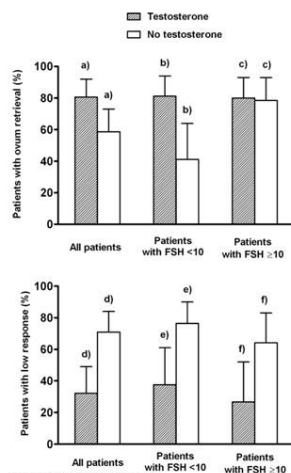 Testosterone
No testosterone
Patients with ovum retrieval (%)
100
80
60
40
20
0
a)
a)
b)
b)
c)
c)
All patients
Patients
with FSH <10
Patients
with FSH ≥10
Patients with low response (%)
100
80
60
40
20
0
d)
d)
e)
e)
f)
f)
All patients
Patients
with FSH <10
Patients
with FSH ≥10